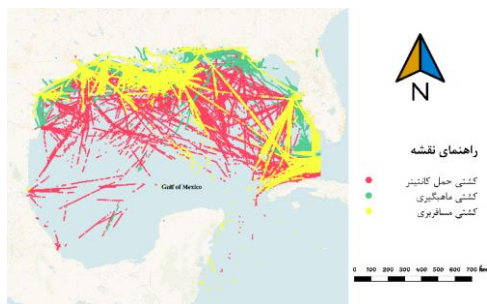 N
راهنمای نقشه
کشتی حمل کانتینر
کشتی ماهیگیری
کشتی مسافربری
Gulf of Mexico
0 100 200 300 400 500 600 700